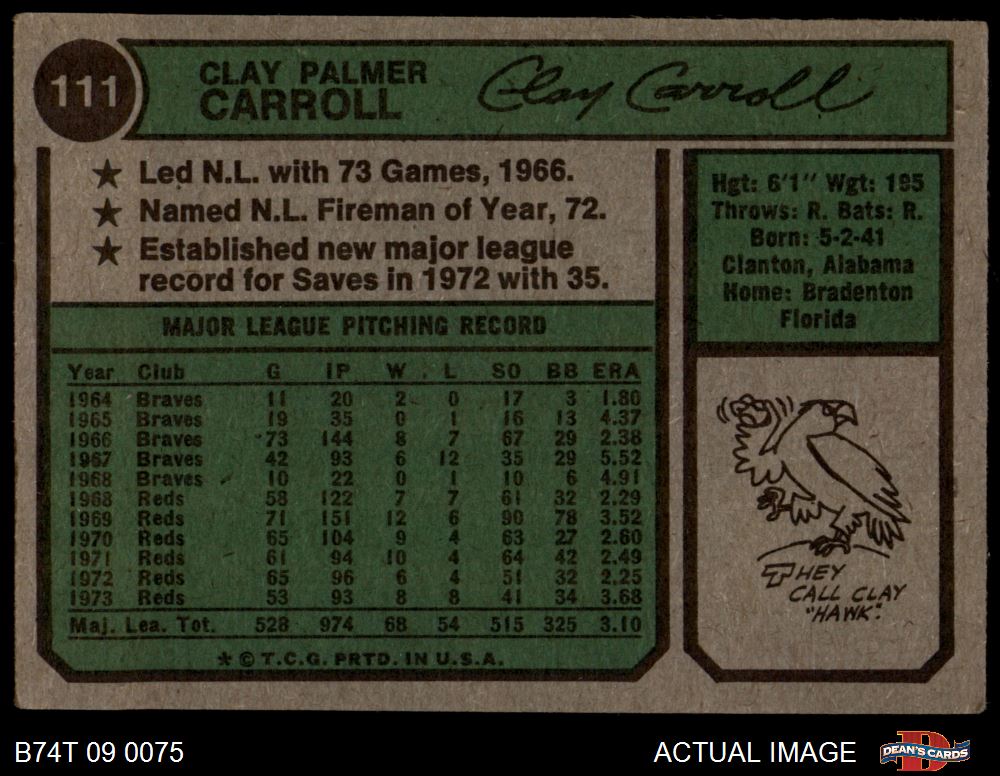 111
CLAY PALMER
CARROLL
Clay Carroll
★ Led N.L. with 73 Games, 1966.
★ Named N.L. Fireman of Year, 72.
★ Established new major league
record for Saves in 1972 with 35.
Hgt: 6'1" Wgt: 195
Throws: R. Bats: R.
Born: 5-2-41
Clanton, Alabama
Home: Bradenton
Florida
MAJOR LEAGUE PITCHING RECORD
Year Club G IP W L SO BB ERA
1964 Braves 11 20 2 0 17 3 1.80
1965 Braves 19 35 0 1 16 13 4.37
1966 Braves 73 144 8 7 67 29 2.38
1967 Braves 42 93 6 12 35 29 5.52
1968 Braves 10 22 0 1 10 6 4.91
1968 Reds 58 122 7 7 61 32 2.29
1969 Reds 71 151 12 6 90 78 3.52
1970 Reds 65 104 9 4 63 27 2.60
1971 Reds 61 94 10 4 64 42 2.49
1972 Reds 65 96 6 4 51 32 2.25
1973 Reds 53 93 8 8 41 34 3.68
Maj. Lea. Tot. 528 974 68 54 515 325 3.10
★ © T.C.G. PRTD. IN U.S.A.
THEY
CALL CLAY
"HAWK".
B74T 09 0075
ACTUAL IMAGE
DEAN'S CARDS